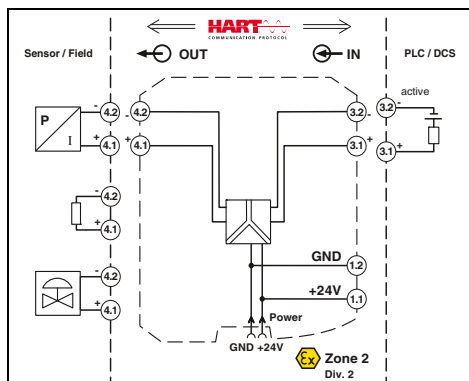 HART
COMMUNICATION PROTOCOL
Sensor / Field
OUT
IN
PLC / DCS
active
P
I
- 4.2
+ 4.1
4.2 -
4.1 +
3.2 -
3.1 +
3.2 -
3.1 +
- 4.2
+ 4.1
- 4.2
+ 4.1
GND 1.2
+24V 1.1
Power
GND +24V
Ex Zone 2
Div. 2